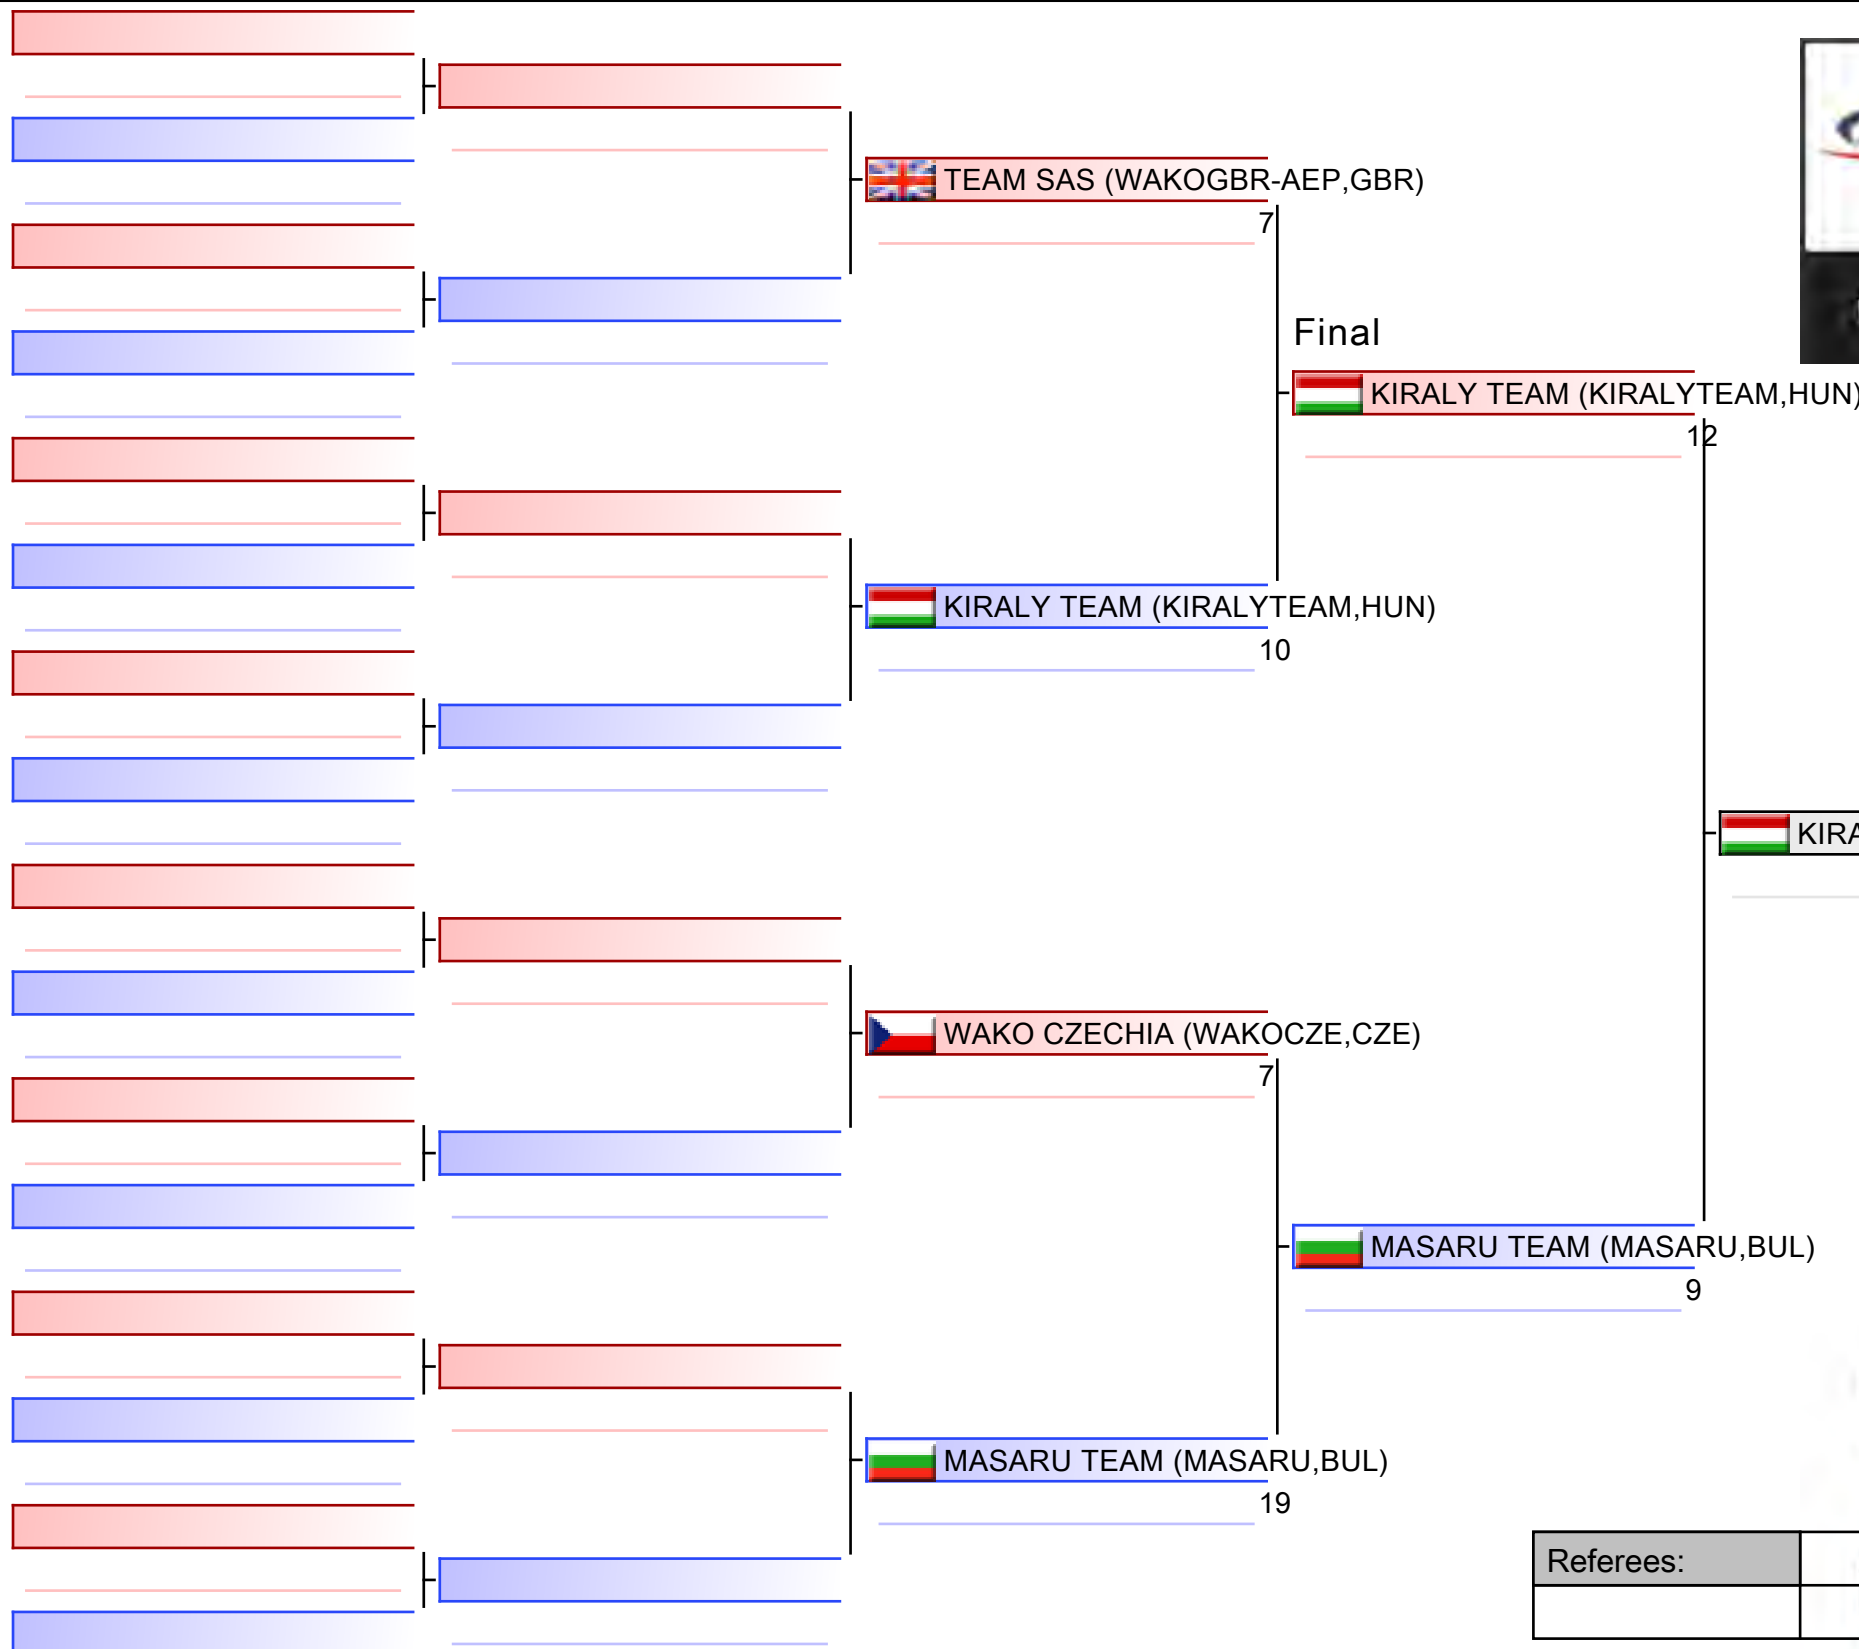 TEAM SAS (WAKOGBR-AEP,GBR)
7
Final
KIRALY TEAM (KIRALYTEAM,HUN)
12
KIRALY TEAM (KIRALYTEAM,HUN)
10
KIRA
WAKO CZECHIA (WAKOCZE,CZE)
7
MASARU TEAM (MASARU,BUL)
9
MASARU TEAM (MASARU,BUL)
19
Referees: